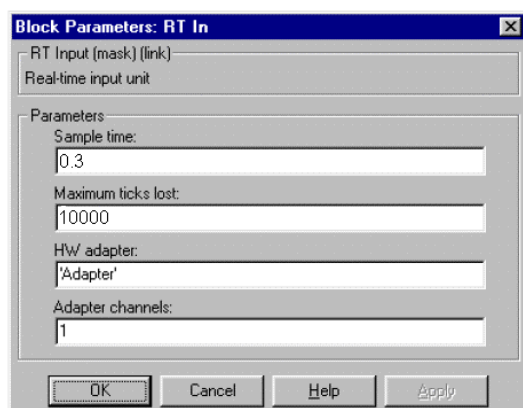 Block Parameters: RT In
RT Input (mask) (link)
Real-time input unit
Parameters
Sample time:
0.3
Maximum ticks lost:
10000
HW adapter:
'Adapter'
Adapter channels:
1
OK Cancel Help Apply